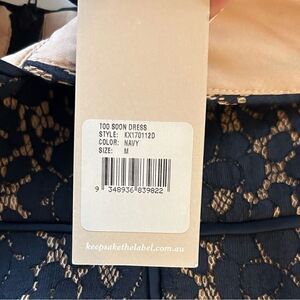 TOO SOON DRESS
STYLE: KX170112D
COLOR: NAVY
SIZE: M
9 348936 839822
keepsakethelabel.com.au